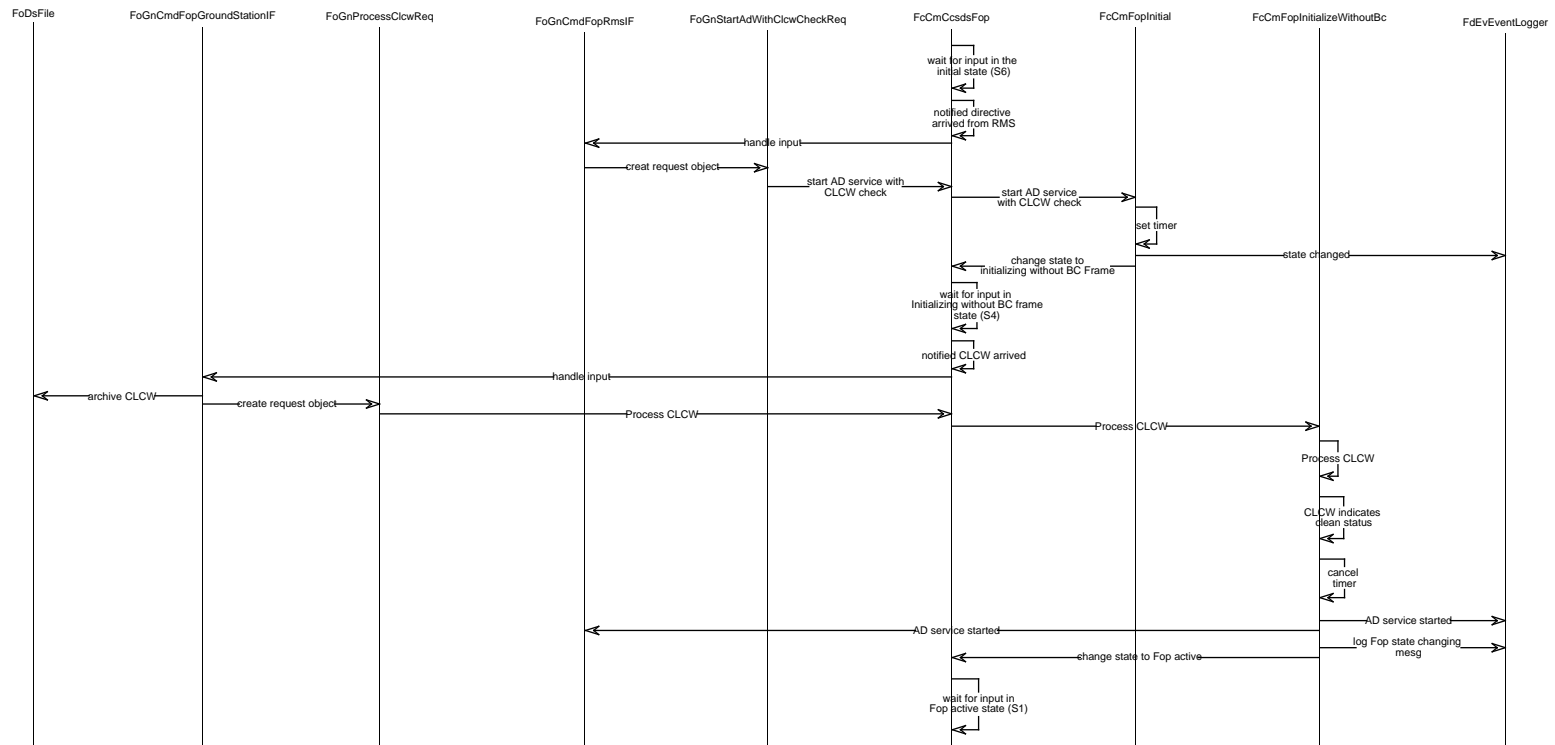 FoDsFile
FoGnCmdFopGroundStationIF
FoGnProcessClcwReq
FoGnCmdFopRmsIF
FoGnStartAdWithClcwCheckReq
FcCmCcsdsFop
FcCmFopInitial
FcCmFopInitializeWithoutBc
FdEvEventLogger
wait for input in the
initial state (S6)
notified directive
arrived from RMS
handle input
creat request object
start AD service with
CLCW check
start AD service
with CLCW check
set timer
state changed
change state to
initializing without BC Frame
wait for input in
Initializing without BC frame
state (S4)
notified CLCW arrived
handle input
archive CLCW
create request object
Process CLCW
Process CLCW
Process CLCW
CLCW indicates
clean status
cancel
timer
AD service started
AD service started
log Fop state changing
mesg
change state to Fop active
wait for input in
Fop active state (S1)